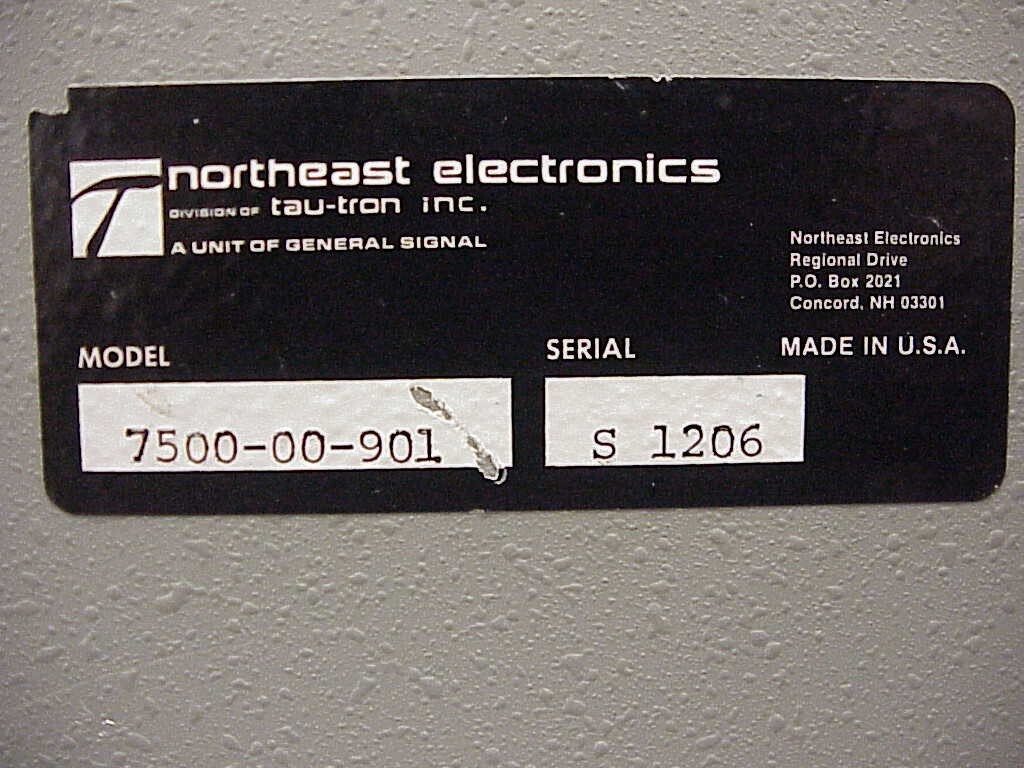 northeast electronics
DIVISION OF tau-tron inc.
A UNIT OF GENERAL SIGNAL
Northeast Electronics
Regional Drive
P.O. Box 2021
Concord, NH 03301
MODEL
SERIAL
MADE IN U.S.A.
7500-00-901
S 1206